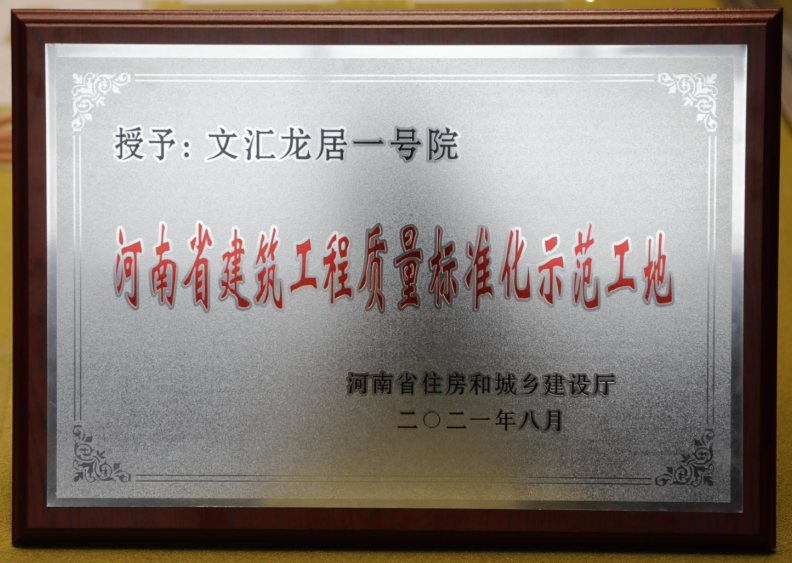 授予：文汇龙居一号院
河南省建筑工程质量标准化示范工地
河南省住房和城乡建设厅
二〇二一年八月